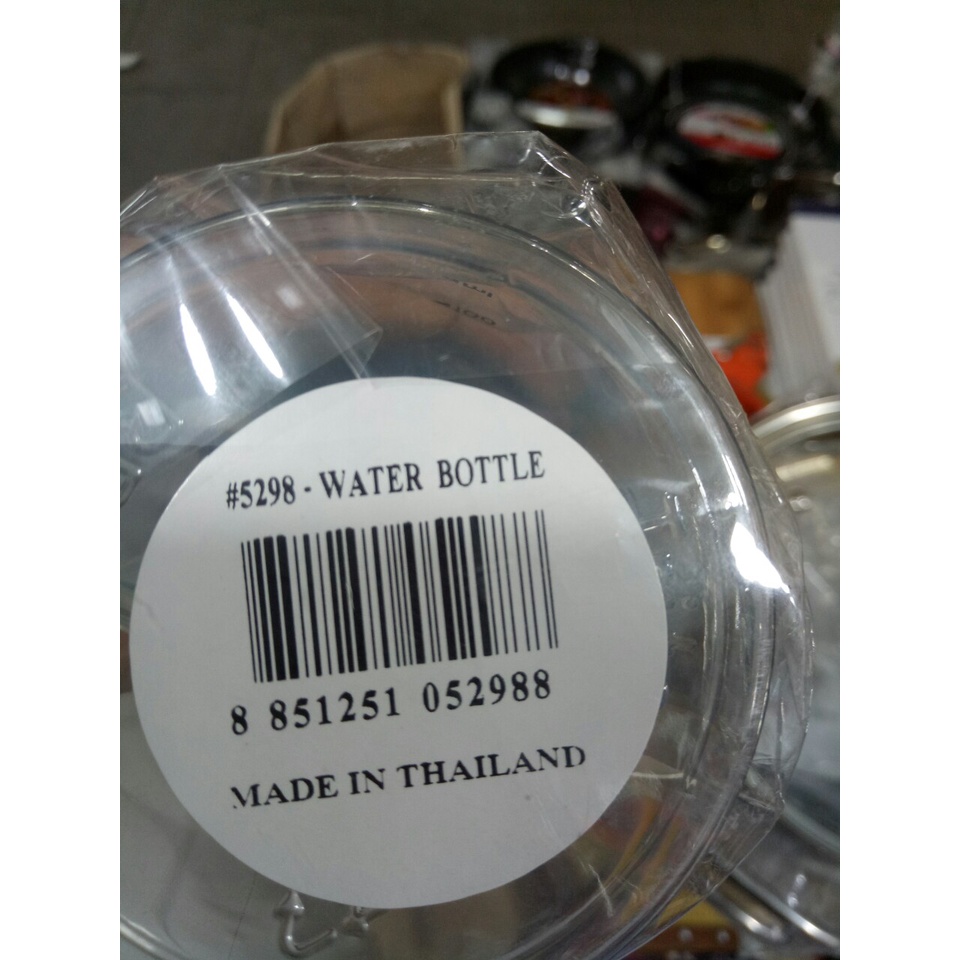 #5298 - WATER BOTTLE
8 851251 052988
MADE IN THAILAND